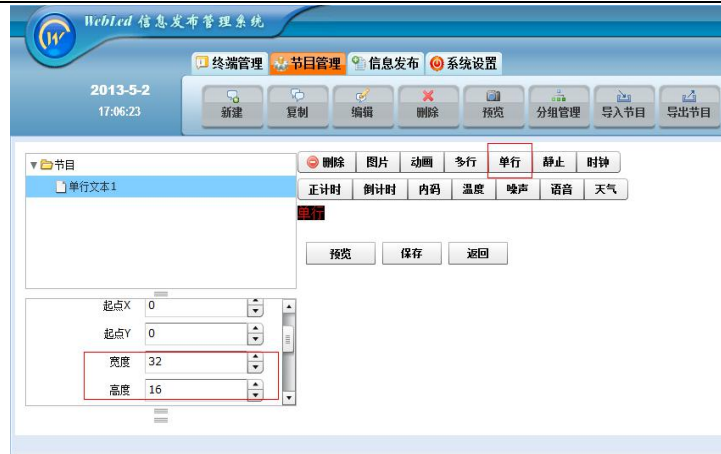 WebLed 信息发布管理系统
终端管理 节目管理 信息发布 系统设置
2013-5-2
17:06:23
新建 复制 编辑 删除 预览 分组管理 导入节目 导出节目
节目
单行文本1
删除 图片 动画 多行 单行 静止 时钟
正计时 倒计时 内码 温度 噪声 语音 天气
单行
预览 保存 返回
起点X 0
起点Y 0
宽度 32
高度 16